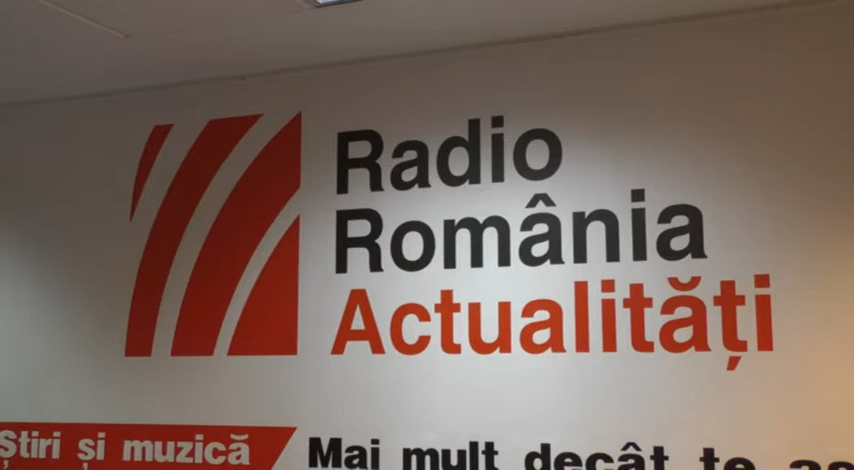 Radio
România
Actualități
Știri și muzică
Mai mult decât te